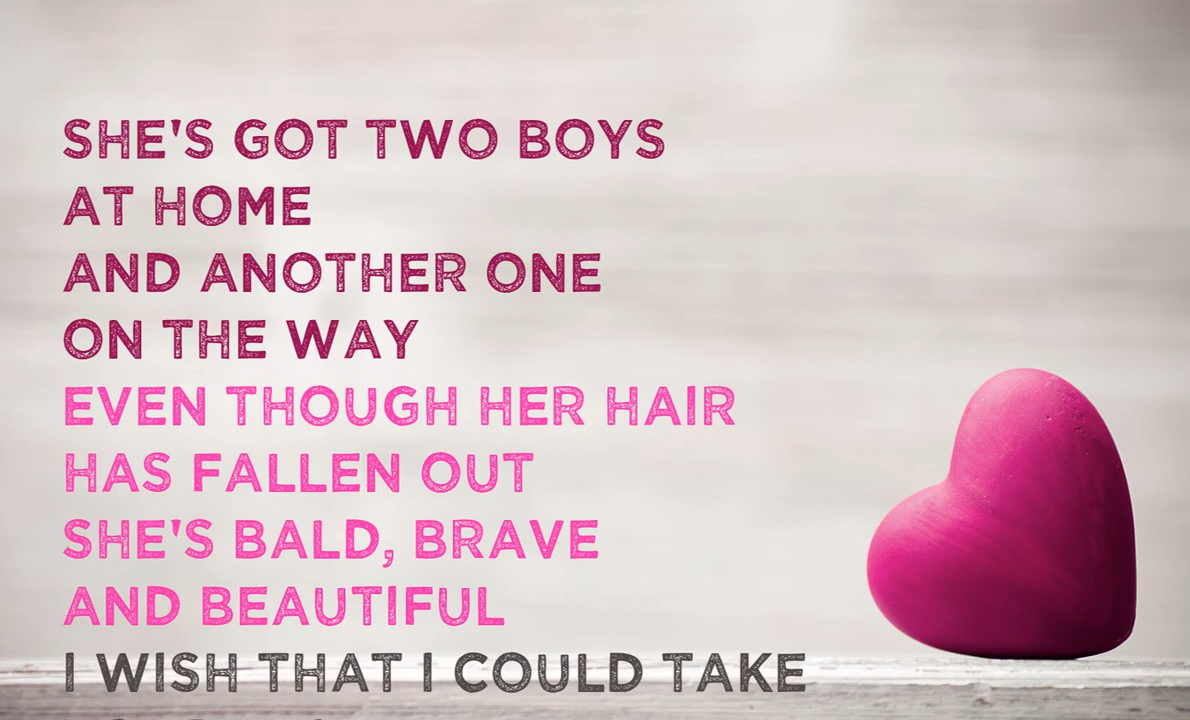 SHE'S GOT TWO BOYS
AT HOME
AND ANOTHER ONE
ON THE WAY
EVEN THOUGH HER HAIR
HAS FALLEN OUT
SHE'S BALD, BRAVE
AND BEAUTIFUL
I WISH THAT I COULD TAKE